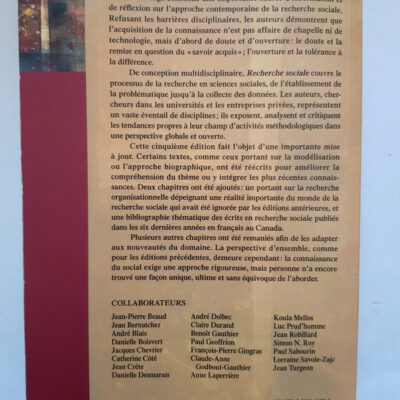 de réflexion sur l'approche contemporaine de la recherche sociale.
Refusant les barrières disciplinaires, les auteurs démontrent que
l'acquisition de la connaissance n'est pas affaire de chapelle ni de
technologie, mais d'abord de doute et d'ouverture : le doute et la
remise en question du «savoir acquis»; l'ouverture et la tolérance à
la différence.
De conception multidisciplinaire, Recherche sociale couvre le
processus de la recherche en sciences sociales, de l'établissement de
la problématique jusqu'à la collecte des données. Les auteurs, cher-
cheurs dans les universités et les entreprises privées, représentent
un vaste éventail de disciplines; ils exposent, analysent et critiquent
les tendances propres à leur champ d'activités méthodologiques dans
une perspective globale et ouverte.
Cette cinquième édition fait l'objet d'une importante mise
à jour. Certains textes, comme ceux portant sur la modélisation
ou l'approche biographique, ont été réécrits pour améliorer la
compréhension du thème ou y intégrer les plus récentes connais-
sances. Deux chapitres ont été ajoutés: un portant sur la recherche
organisationnelle dépeignant une réalité importante du monde de la
recherche sociale qui avait été ignorée par les éditions antérieures, et
une bibliographie thématique des écrits en recherche sociale publiés
dans les six dernières années en français au Canada.
Plusieurs autres chapitres ont été remaniés afin de les adapter
aux nouveautés du domaine. La perspective d'ensemble, comme
pour les éditions précédentes, demeure cependant: la connaissance
du social exige une approche rigoureuse, mais personne n'a encore
trouvé une façon unique, ultime et sans équivoque de l'aborder.
COLLABORATEURS
Jean-Pierre Beaud
Jean Bernatchez
André Blais
Daniel Boisvert
Jacques Chevrier
Catherine Côté
Jean Crête
Danielle Desmarais
André Dolbec
Claire Durand
Benoît Gauthier
Paul Geoffrion
François-Pierre Gingras
Claude-Anne
Godbout-Gauthier
Anne Laperrière
Koula Mellos
Luc Prud'homme
Jean Robillard
Simon N. Roy
Paul Sabourin
Lorraine Savoie-Zajc
Jean Turgeon